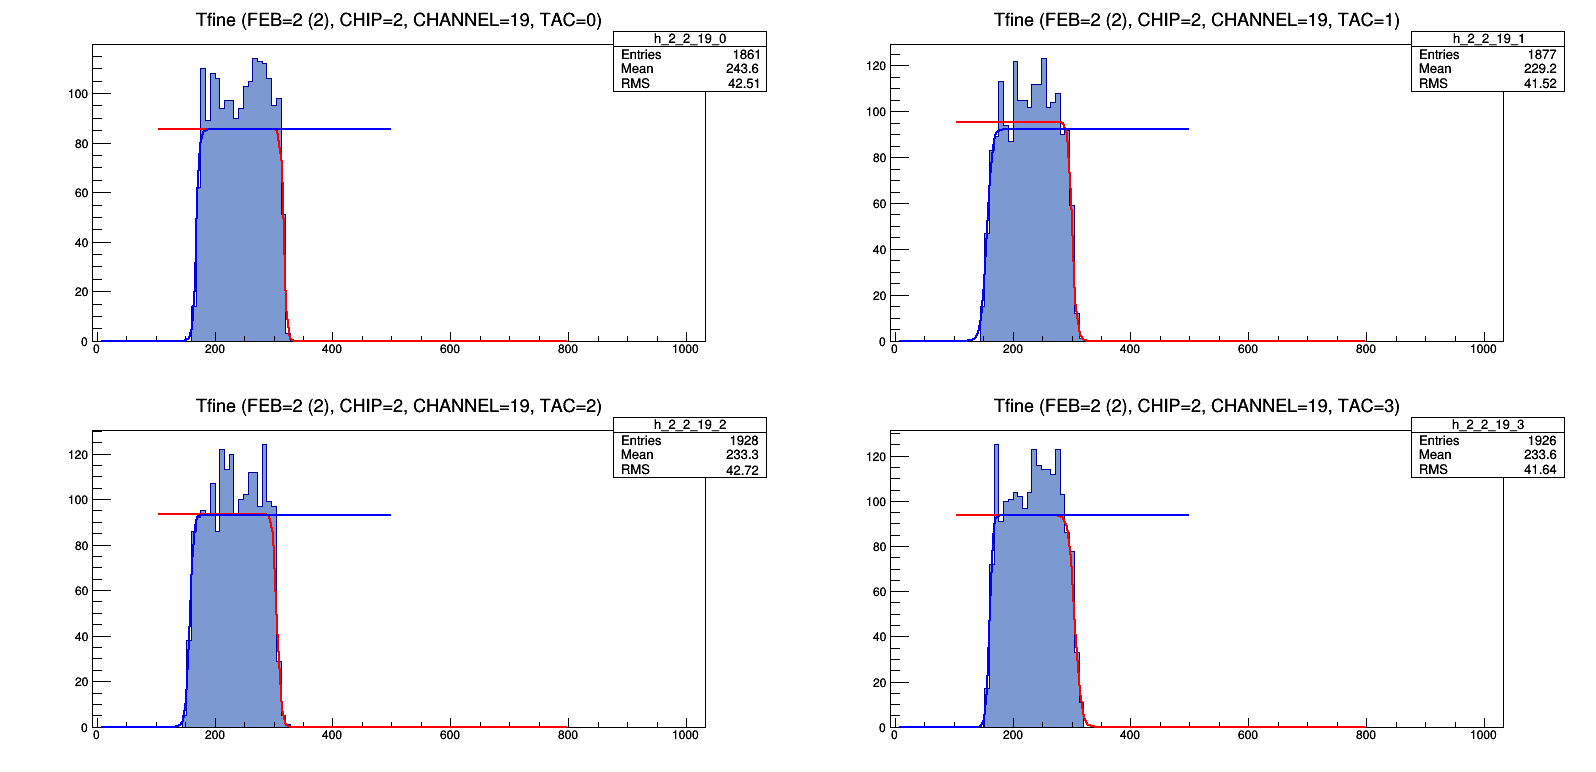 Tfine (FEB=2 (2), CHIP=2, CHANNEL=19, TAC=0)
h_2_2_19_0
Entries 1861
Mean 243.6
RMS 42.51
100
80
60
40
20
0
0 200 400 600 800 1000
Tfine (FEB=2 (2), CHIP=2, CHANNEL=19, TAC=1)
h_2_2_19_1
Entries 1877
Mean 229.2
RMS 41.52
120
100
80
60
40
20
0
0 200 400 600 800 1000
Tfine (FEB=2 (2), CHIP=2, CHANNEL=19, TAC=2)
h_2_2_19_2
Entries 1928
Mean 233.3
RMS 42.72
120
100
80
60
40
20
0
0 200 400 600 800 1000
Tfine (FEB=2 (2), CHIP=2, CHANNEL=19, TAC=3)
h_2_2_19_3
Entries 1926
Mean 233.6
RMS 41.64
120
100
80
60
40
20
0
0 200 400 600 800 1000